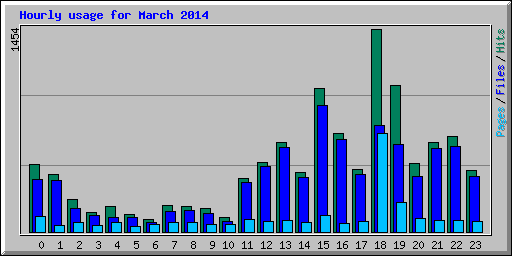 Hourly usage for March 2014
1454
Pages / Files / Hits
0 1 2 3 4 5 6 7 8 9 10 11 12 13 14 15 16 17 18 19 20 21 22 23